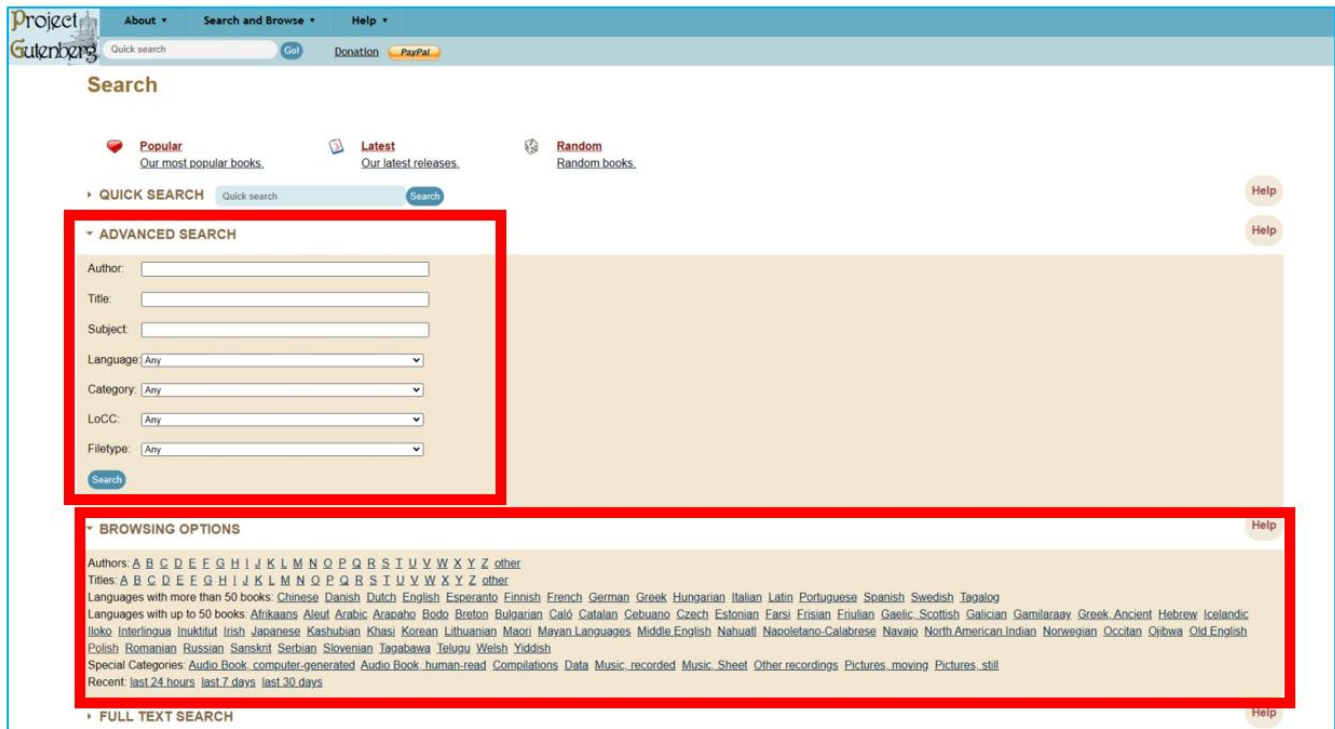 Project Gutenberg
About Search and Browse Help
Quick search Go! Donation PayPal
Search
Popular
Our most popular books.
Latest
Our latest releases.
Random
Random books.
QUICK SEARCH Quick search Search Help
ADVANCED SEARCH Help
Author:
Title:
Subject:
Language: Any
Category: Any
LoCC: Any
Filetype: Any
Search
BROWSING OPTIONS Help
Authors: A B C D E F G H I J K L M N O P Q R S T U V W X Y Z other
Titles: A B C D E F G H I J K L M N O P Q R S T U V W X Y Z other
Languages with more than 50 books: Chinese Danish Dutch English Esperanto Finnish French German Greek Hungarian Italian Latin Portuguese Spanish Swedish Tagalog
Languages with up to 50 books: Afrikaans Aleut Arabic Arapaho Bodo Breton Bulgarian Caló Catalan Cebuano Czech Estonian Farsi Frisian Friulian Gaelic, Scottish Galician Gamilaraay Greek, Ancient Hebrew Icelandic
Iloko Interlingua Inuktitut Irish Japanese Kashubian Khasi Korean Lithuanian Maori Mayan Languages Middle English Nahuatl Napoletano-Calabrese Navajo North American Indian Norwegian Occitan Ojibwa Old English
Polish Romanian Russian Sanskrit Serbian Slovenian Tagabawa Telugu Welsh Yiddish
Special Categories: Audio Book, computer-generated Audio Book, human-read Compilations Data Music, recorded Music, Sheet Other recordings Pictures, moving Pictures, still
Recent: last 24 hours last 7 days last 30 days
FULL TEXT SEARCH Help